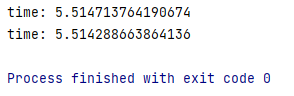 time: 5.514713764190674
time: 5.514288663864136
Process finished with exit code 0